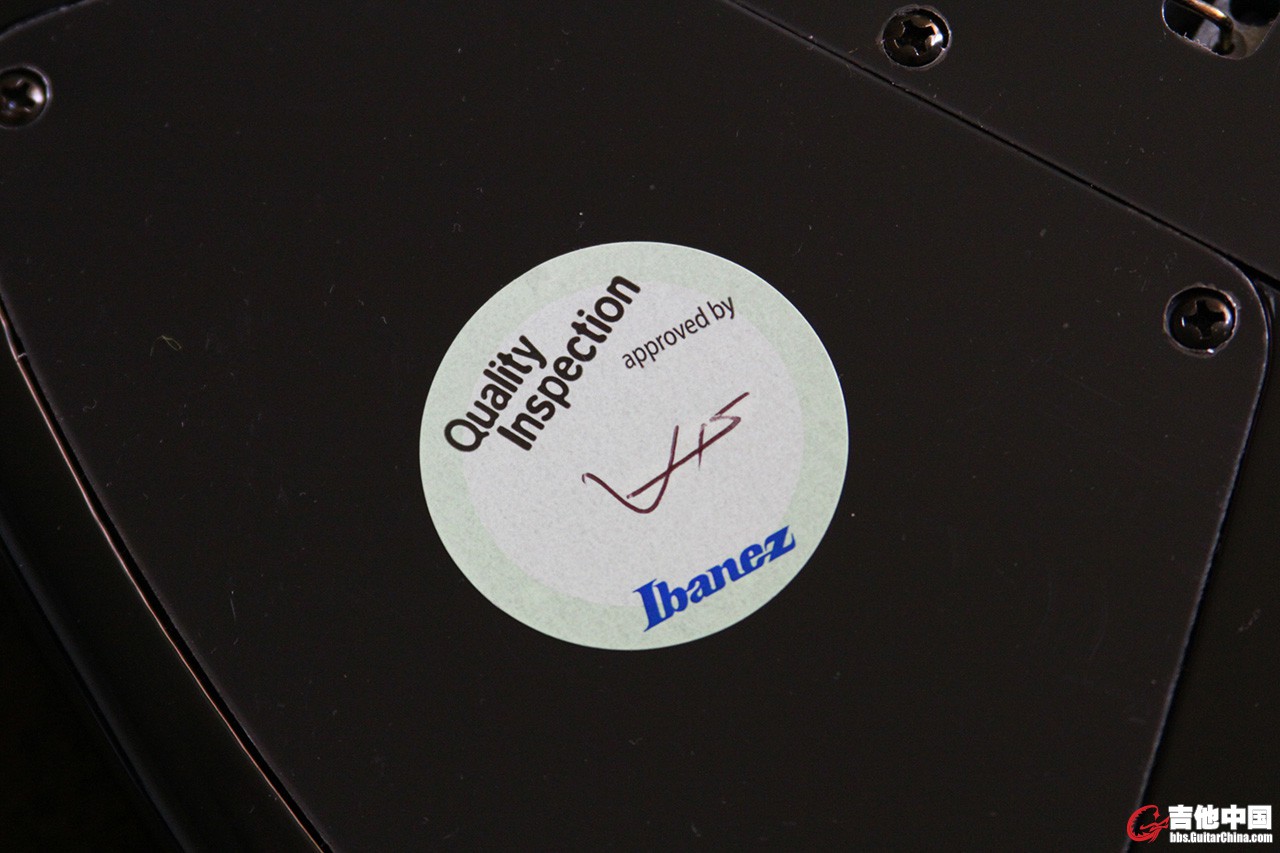 Quality
Inspection
approved by
Ibanez
吉他中国
bbs.GuitarChina.com